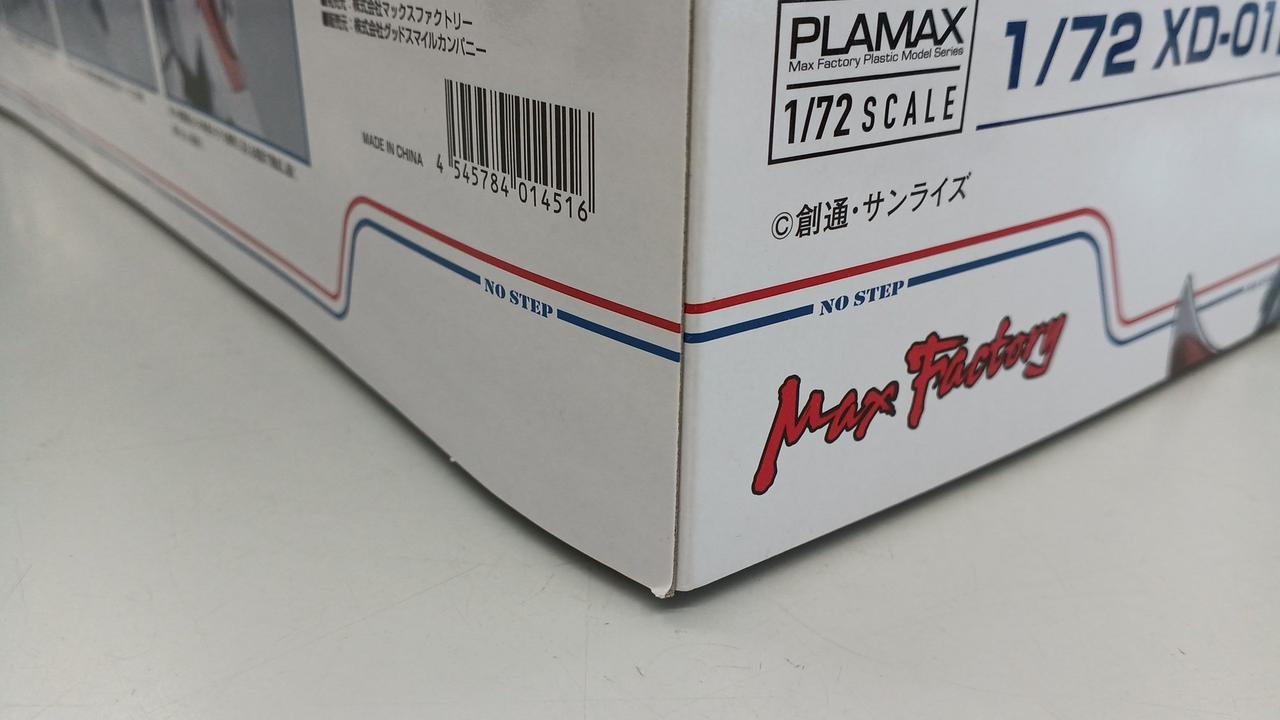 株式会社マックスファクトリー
株式会社グッドスマイルカンパニー
MADE IN CHINA
4 545784 014516
PLAMAX
Max Factory Plastic Model Series
1/72 SCALE
1/72 XD-01
©創通・サンライズ
NO STEP
NO STEP
Max Factory